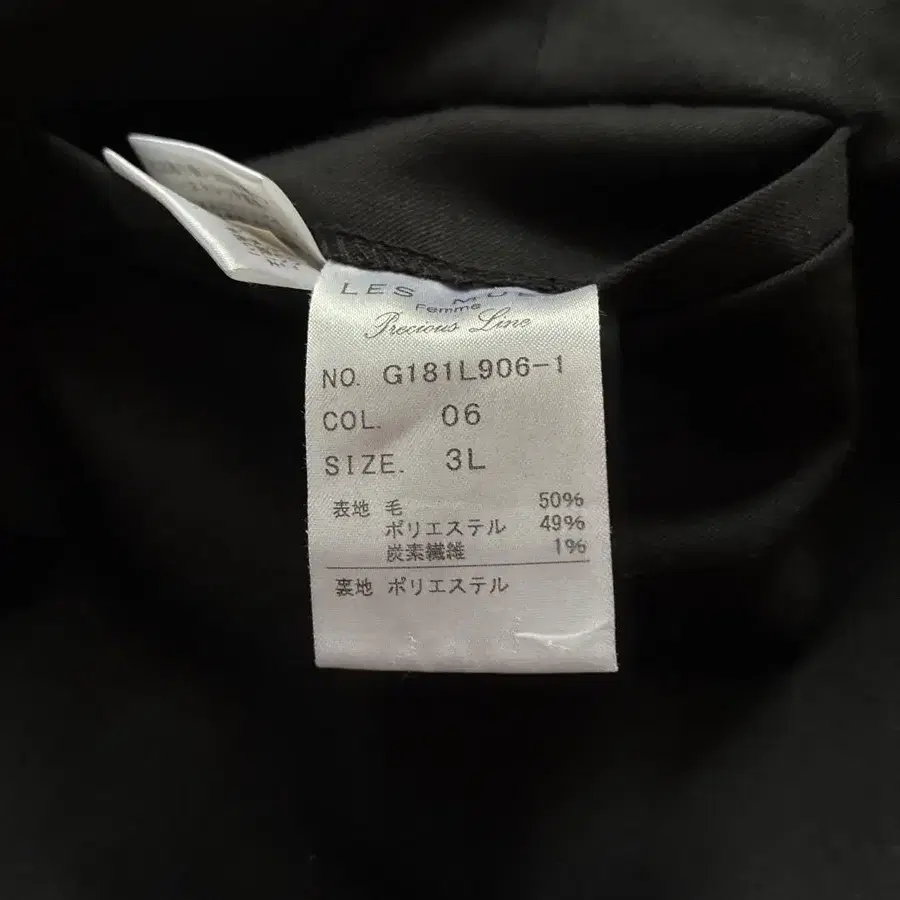 LES
Femme
Precious Line
NO. G181L906-1
COL. 06
SIZE. 3L
表地 毛 50%
ポリエステル 49%
炭素繊維 1%
裏地 ポリエステル